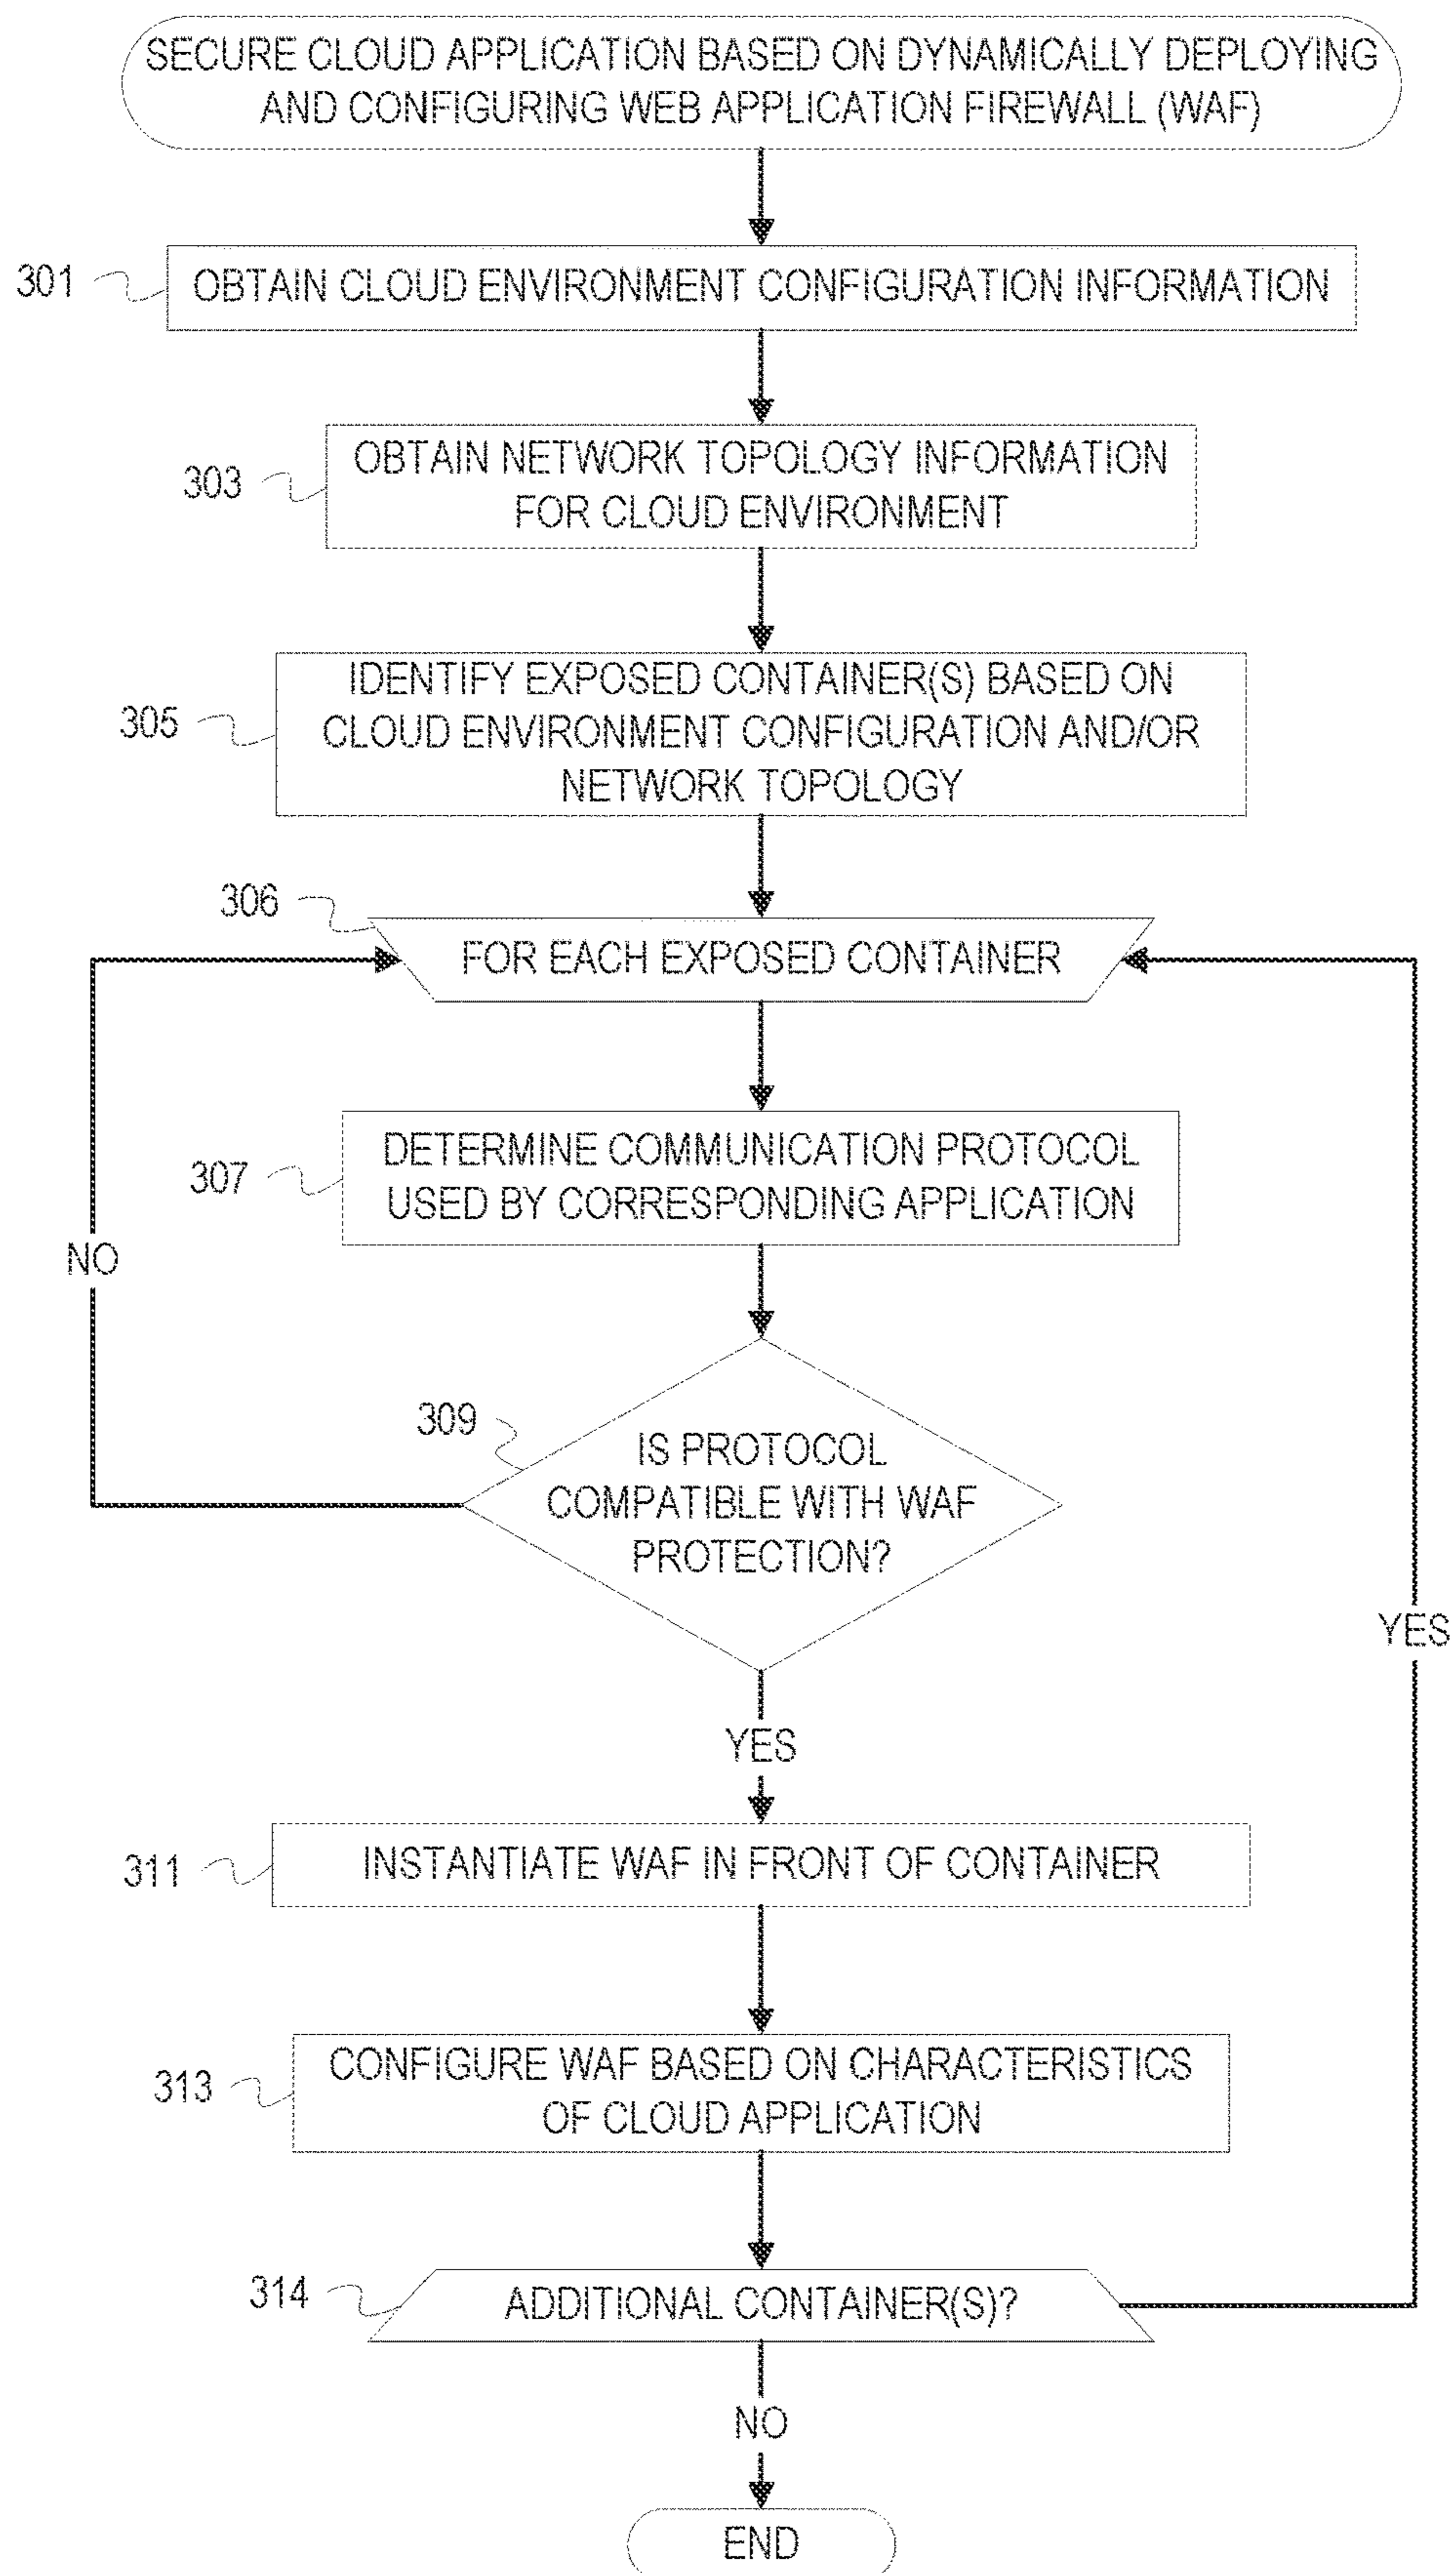 SECURE CLOUD APPLICATION BASED ON DYNAMICALLY DEPLOYING
AND CONFIGURING WEB APPLICATION FIREWALL (WAF)
301
OBTAIN CLOUD ENVIRONMENT CONFIGURATION INFORMATION
303
OBTAIN NETWORK TOPOLOGY INFORMATION
FOR CLOUD ENVIRONMENT
305
IDENTIFY EXPOSED CONTAINER(S) BASED ON
CLOUD ENVIRONMENT CONFIGURATION AND/OR
NETWORK TOPOLOGY
306
FOR EACH EXPOSED CONTAINER
307
DETERMINE COMMUNICATION PROTOCOL
USED BY CORRESPONDING APPLICATION
NO
309
IS PROTOCOL
COMPATIBLE WITH WAF
PROTECTION?
YES
YES
311
INSTANTIATE WAF IN FRONT OF CONTAINER
313
CONFIGURE WAF BASED ON CHARACTERISTICS
OF CLOUD APPLICATION
314
ADDITIONAL CONTAINER(S)?
NO
END